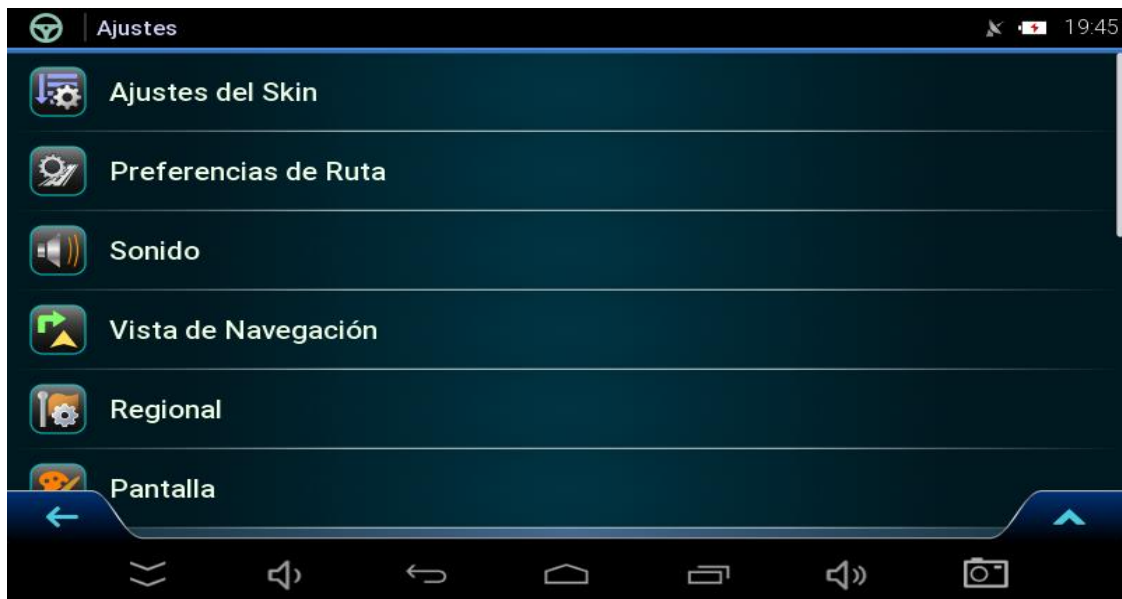 Ajustes
19:45
Ajustes del Skin
Preferencias de Ruta
Sonido
Vista de Navegación
Regional
Pantalla